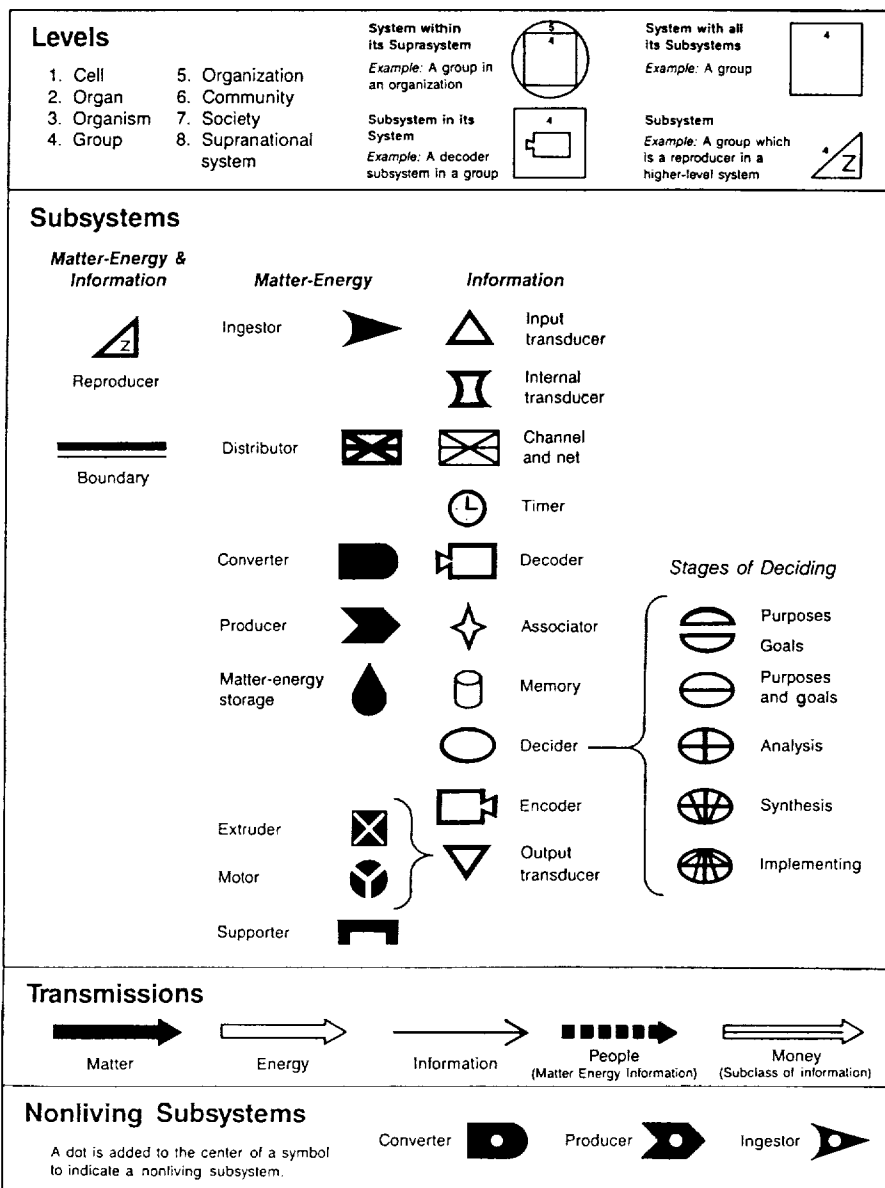 Levels
1. Cell
2. Organ
3. Organism
4. Group
5. Organization
6. Community
7. Society
8. Supranational
system
System within
its Suprasystem
Example: A group in
an organization
5
4
System with all
its Subsystems
Example: A group
4
Subsystem in its
System
Example: A decoder
subsystem in a group
4
Subsystem
Example: A group which
is a reproducer in a
higher-level system
4
Z
Subsystems
Matter-Energy &
Information
Matter-Energy
Information
Z
Reproducer
Boundary
Ingestor
Distributor
Converter
Producer
Matter-energy
storage
Extruder
Motor
Supporter
Input
transducer
Internal
transducer
Channel
and net
Timer
Decoder
Associator
Memory
Decider
Encoder
Output
transducer
Stages of Deciding
Purposes
Goals
Purposes
and goals
Analysis
Synthesis
Implementing
Transmissions
Matter
Energy
Information
People
(Matter Energy Information)
Money
(Subclass of information)
Nonliving Subsystems
A dot is added to the center of a symbol
to indicate a nonliving subsystem.
Converter
Producer
Ingestor